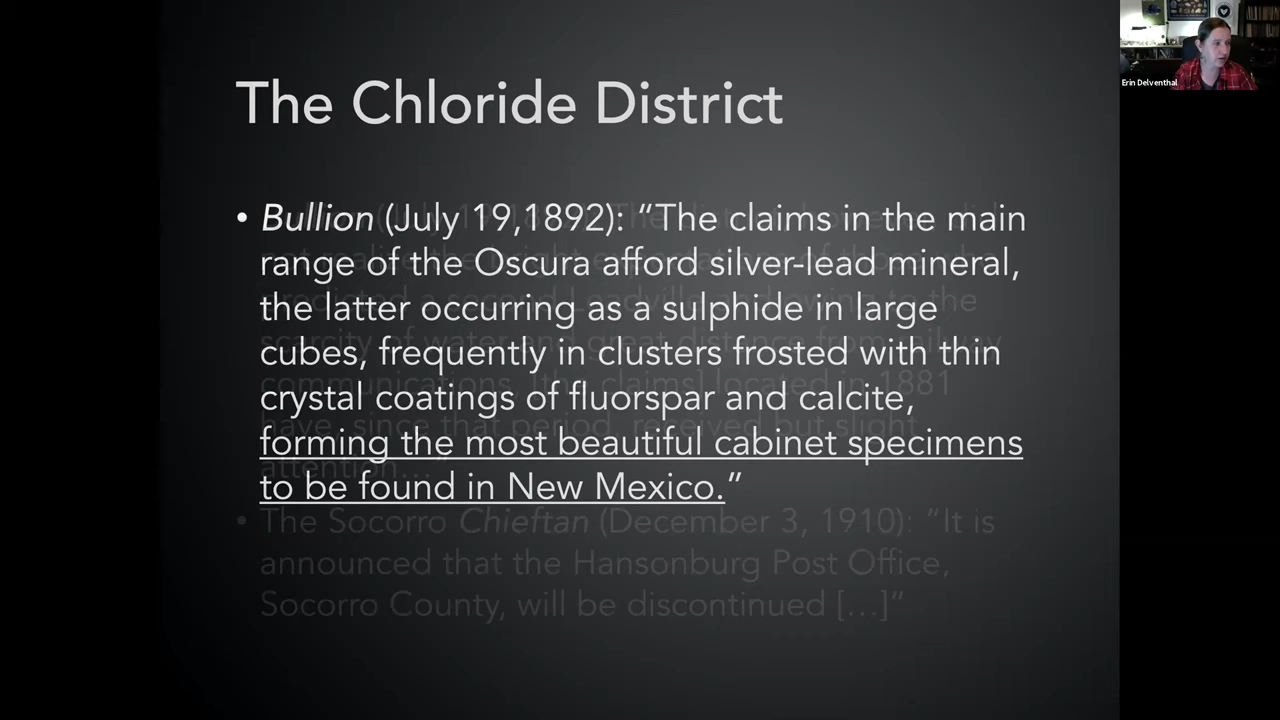 The Chloride District
• Bullion (July 19,1892): “The claims in the main
range of the Oscura afford silver-lead mineral,
the latter occurring as a sulphide in large
cubes, frequently in clusters frosted with thin
crystal coatings of fluorspar and calcite,
forming the most beautiful cabinet specimens
to be found in New Mexico.”
• The Socorro Chieftan (December 3, 1910): “It is
announced that the Hansonburg Post Office,
Socorro County, will be discontinued […]”
Erin Delventhal